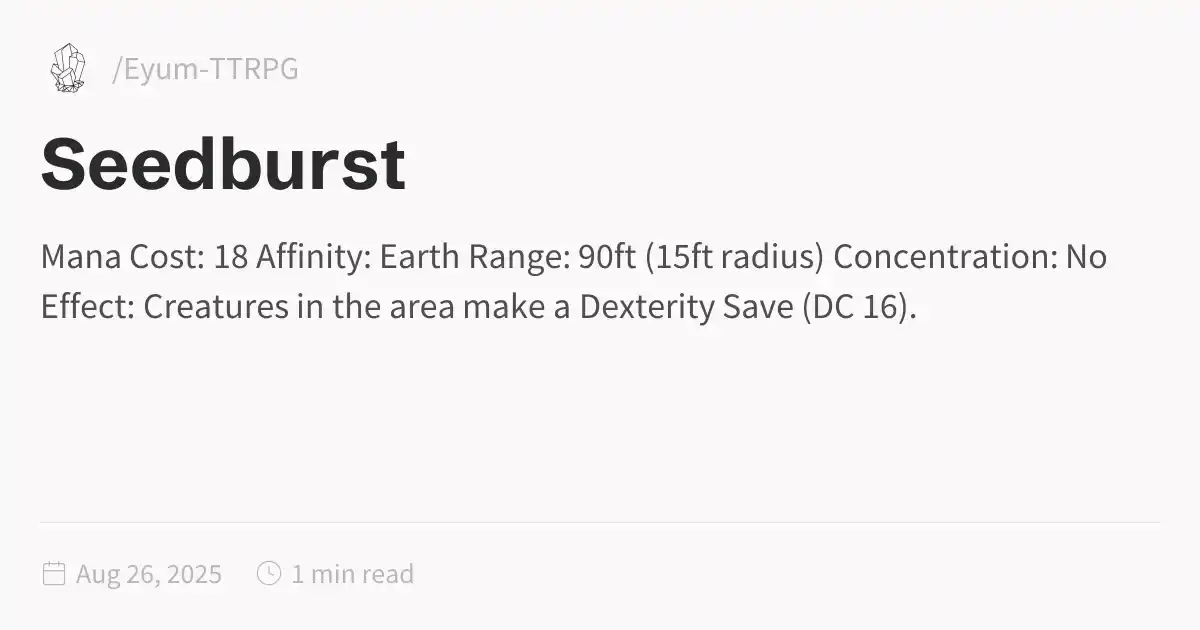 /Eyum-TTRPG
Seedburst
Mana Cost: 18 Affinity: Earth Range: 90ft (15ft radius) Concentration: No
Effect: Creatures in the area make a Dexterity Save (DC 16).
Aug 26, 2025 1 min read